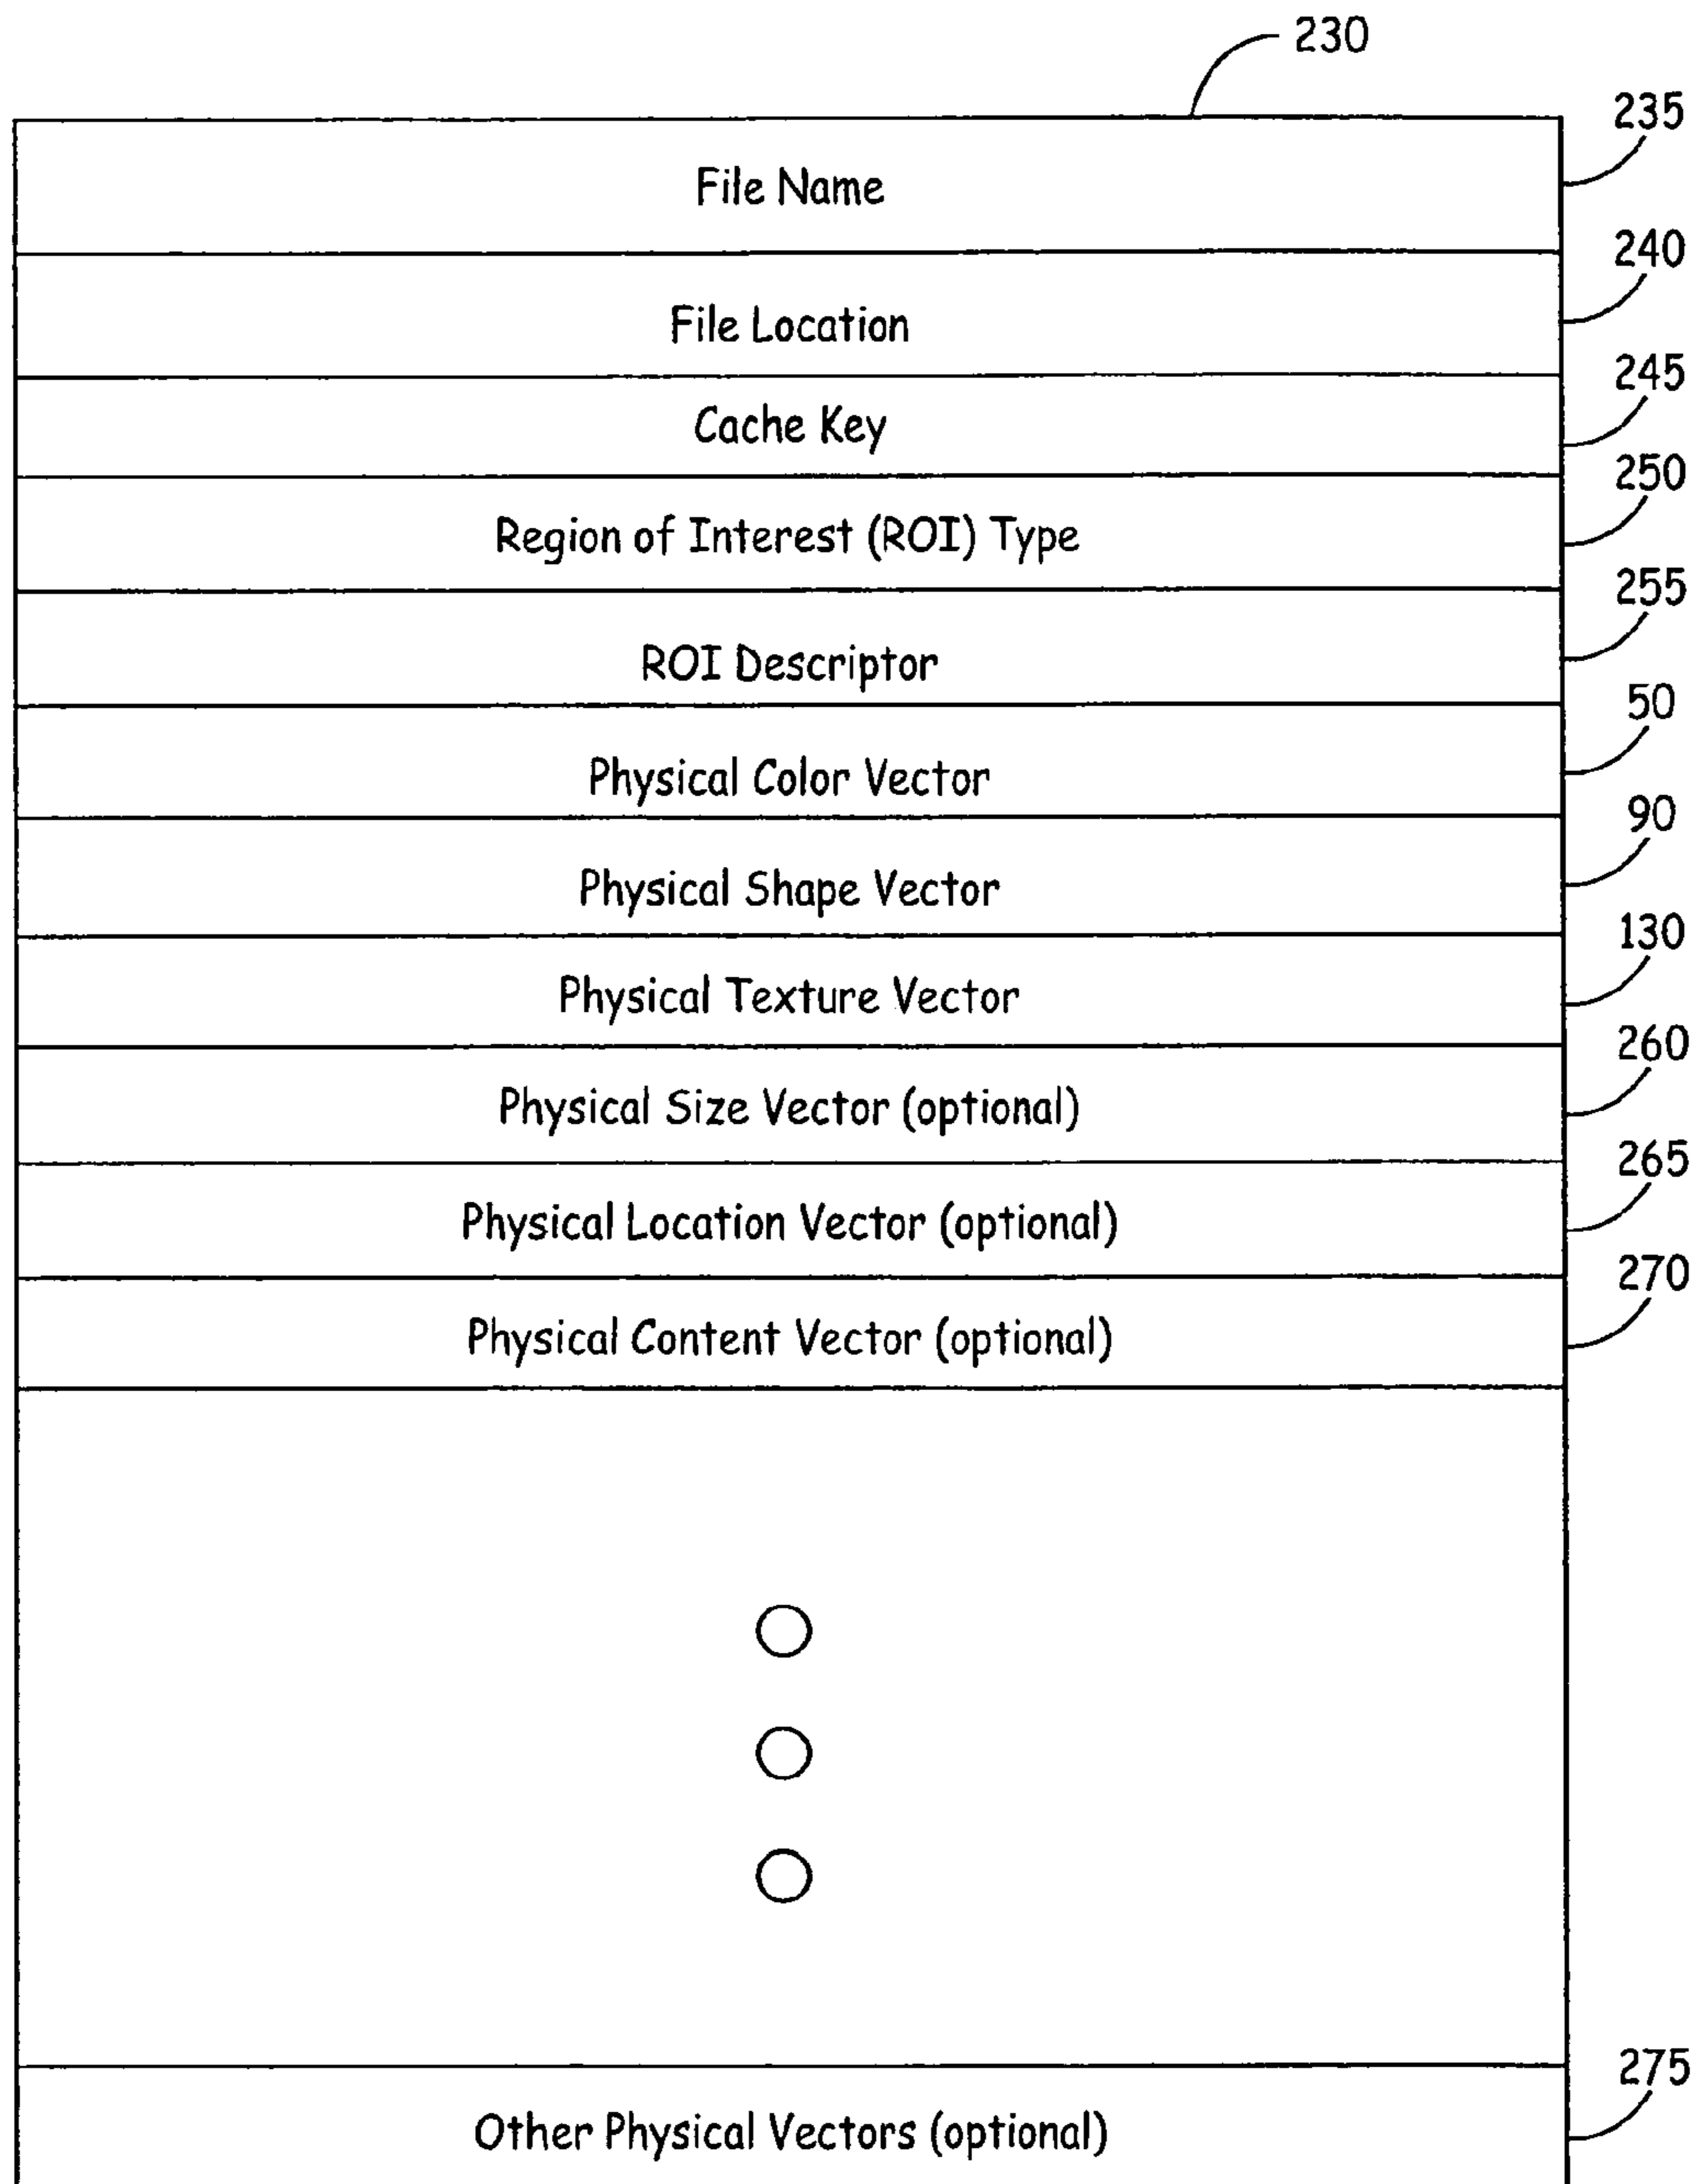 230
235
File Name
240
File Location
245
Cache Key
250
Region of Interest (ROI) Type
255
ROI Descriptor
50
Physical Color Vector
90
Physical Shape Vector
130
Physical Texture Vector
260
Physical Size Vector (optional)
265
Physical Location Vector (optional)
270
Physical Content Vector (optional)
275
Other Physical Vectors (optional)